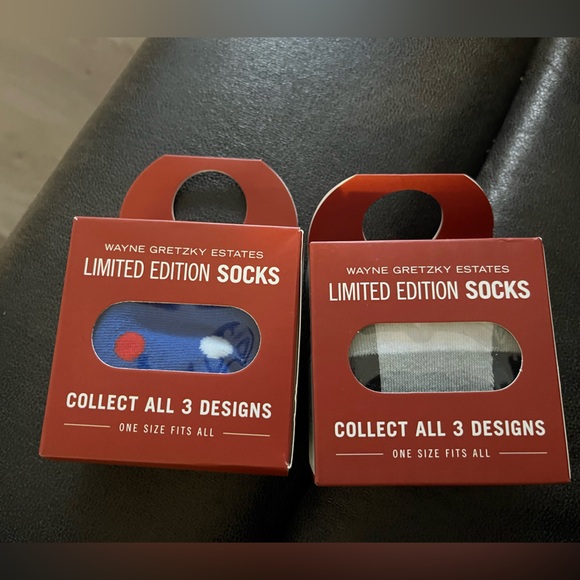 WAYNE GRETZKY ESTATES
LIMITED EDITION SOCKS
COLLECT ALL 3 DESIGNS
ONE SIZE FITS ALL
WAYNE GRETZKY ESTATES
LIMITED EDITION SOCKS
COLLECT ALL 3 DESIGNS
ONE SIZE FITS ALL